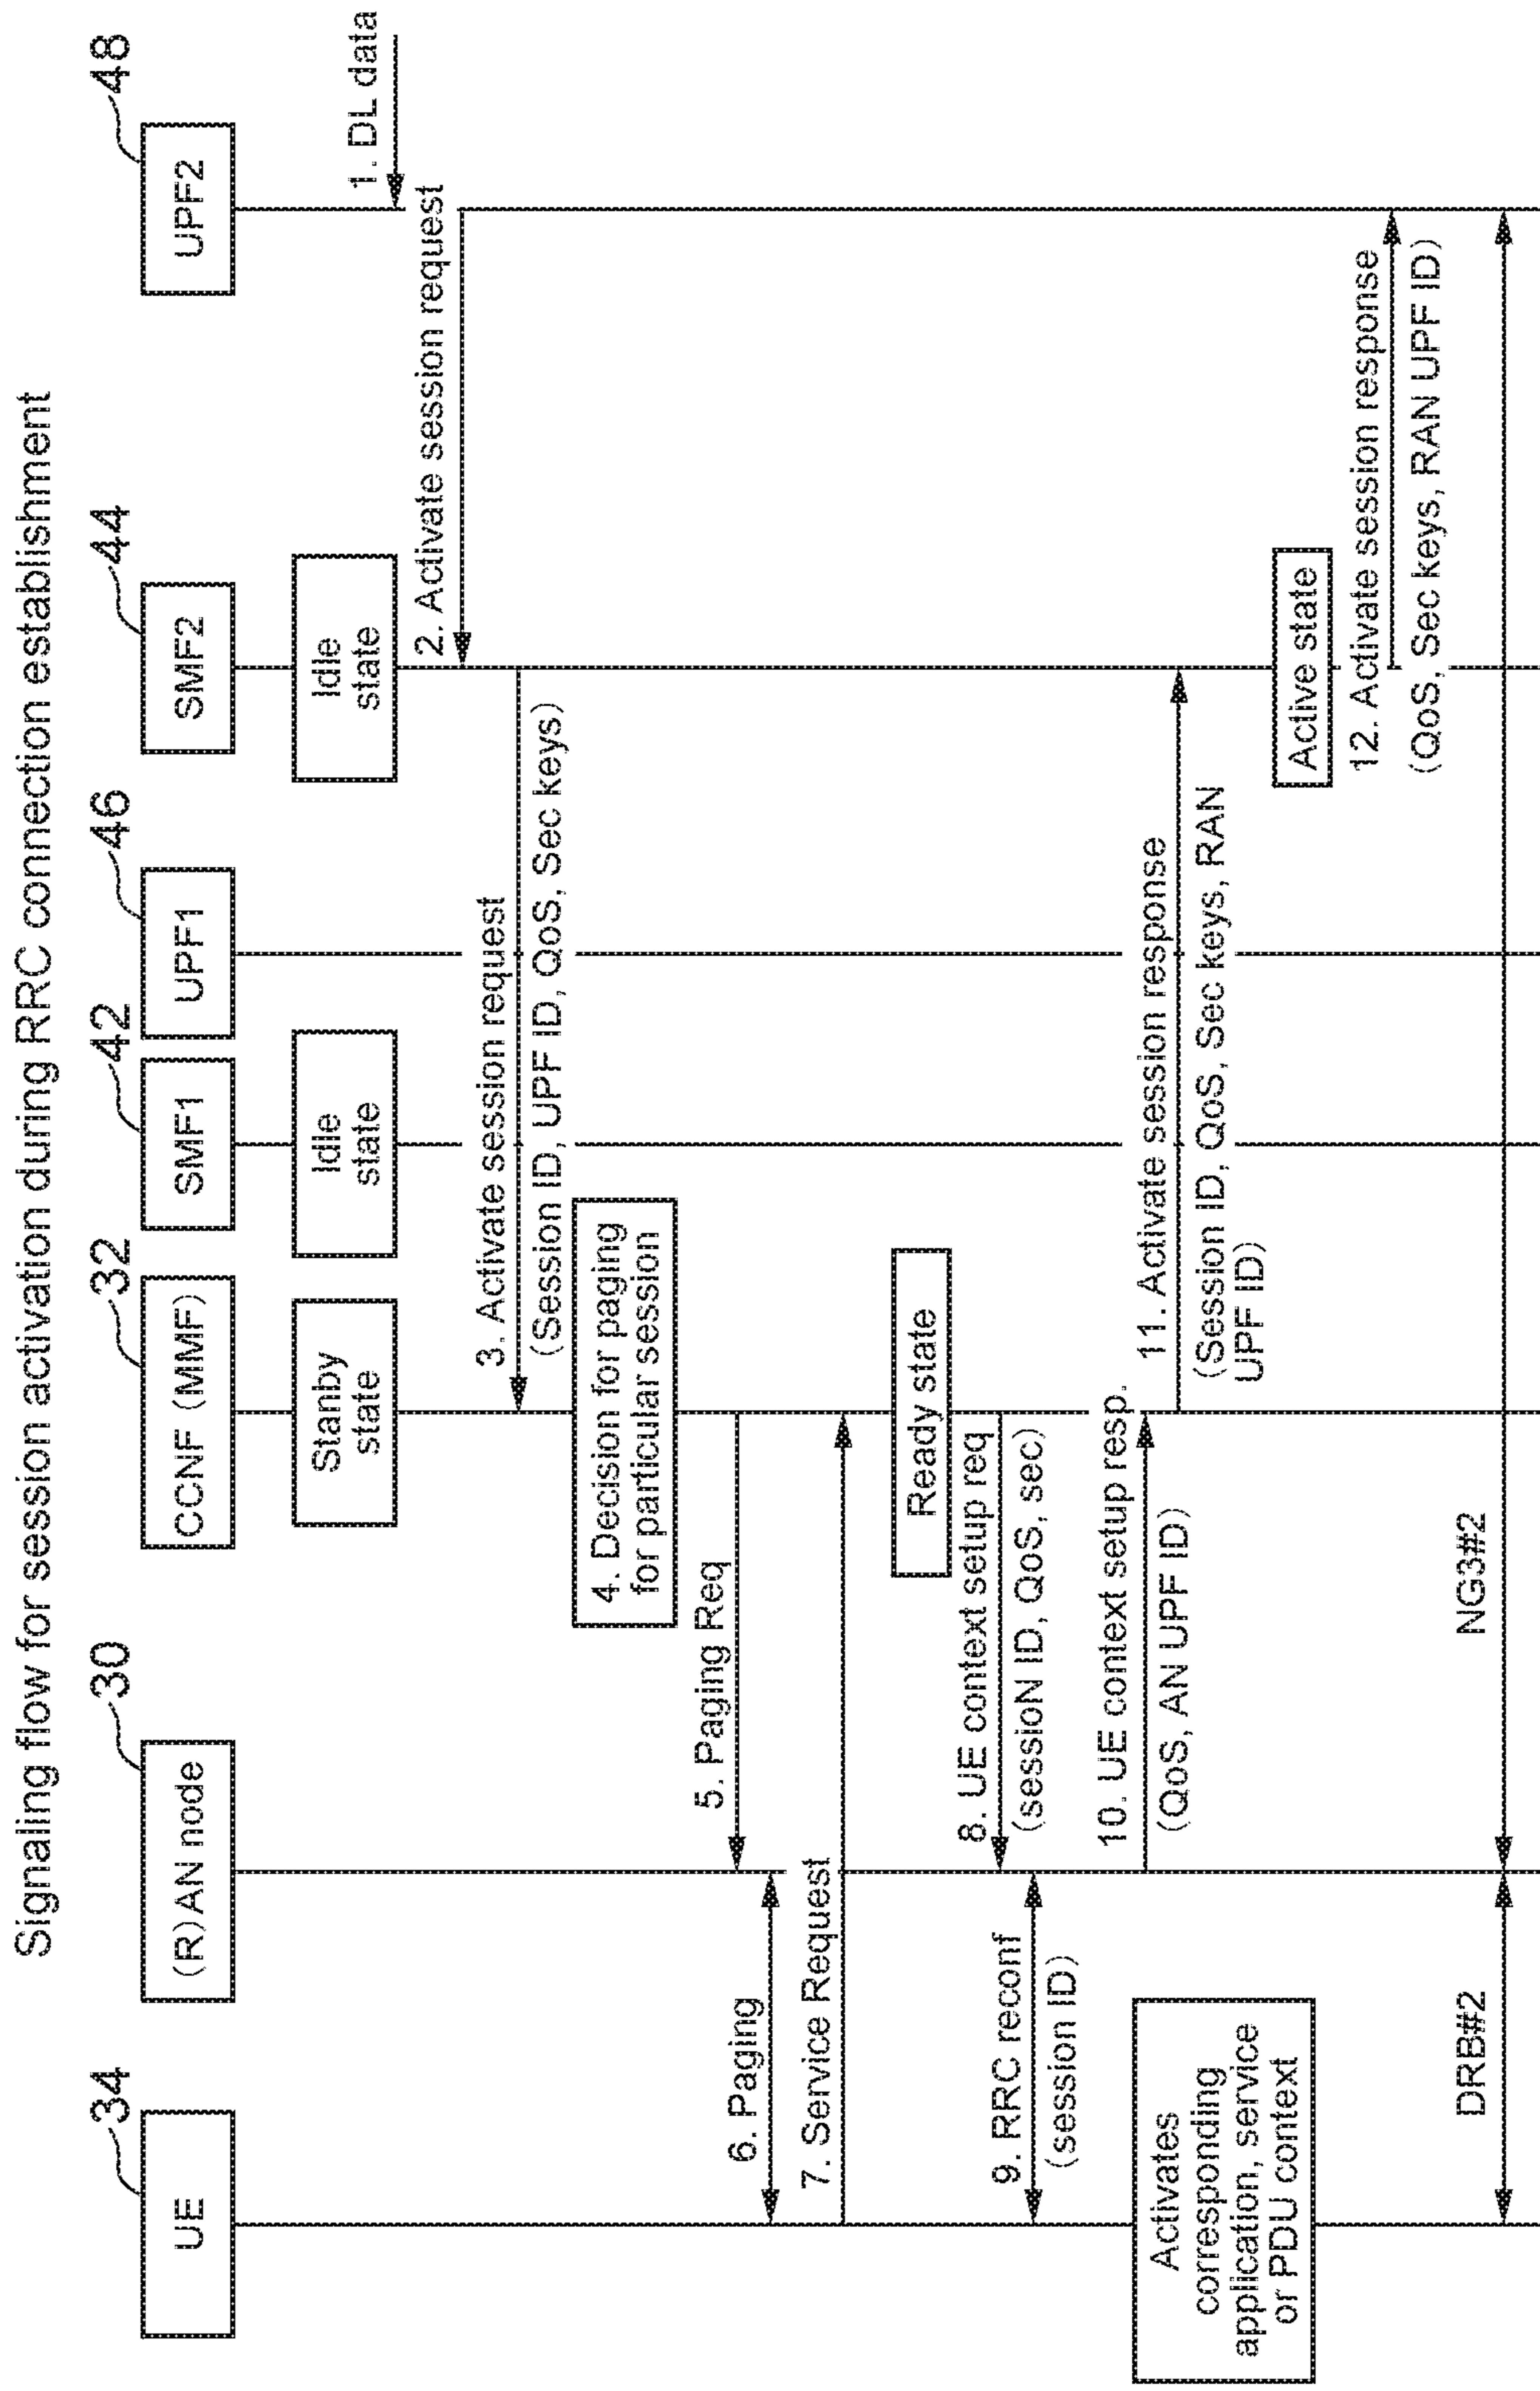 Signaling flow for session activation during RRC connection establishment
34
30
32
42
46
44
48
UE
(R)AN node
CCNF (MMF)
SMF1
UPF1
SMF2
UPF2
Stanby
state
Idle
state
Idle
state
1. DL data
2. Activate session request
3. Activate session request
(Session ID, UPF ID, QoS, Sec keys)
4. Decision for paging
for particular session
5. Paging Req
6. Paging
7. Service Request
Ready state
8. UE context setup req
(sessioN ID, QoS, sec)
9. RRC reconf
(session ID)
10. UE context setup resp.
(QoS, AN UPF ID)
11. Activate session response
(Session ID, QoS, Sec keys, RAN
UPF ID)
Activates
corresponding
application, service
or PDU context
Active state
12. Activate session response
(QoS, Sec keys, RAN UPF ID)
DRB#2
NG3#2